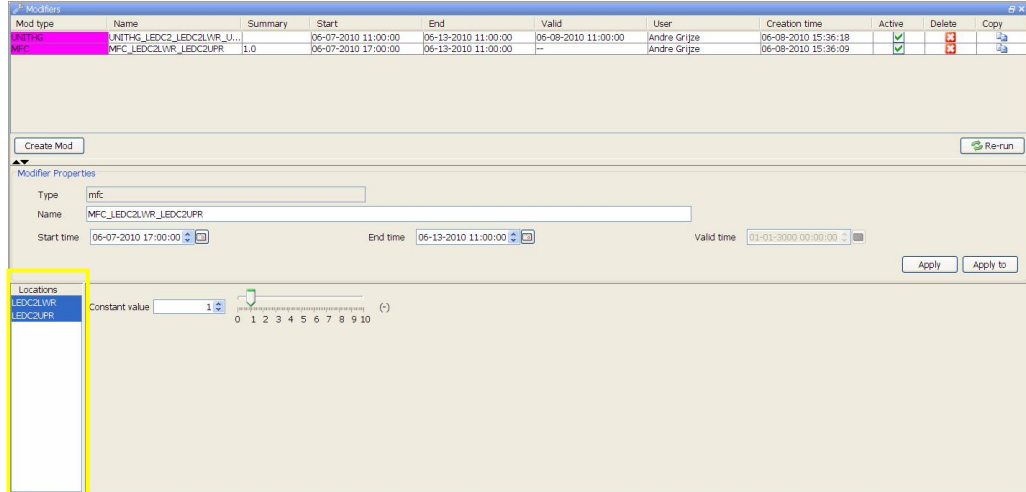 Modifiers
Mod type Name Summary Start End Valid User Creation time Active Delete Copy
UNITHG UNITHG_LEDC2_LEDC2LWR_U... 06-07-2010 11:00:00 06-13-2010 11:00:00 06-08-2010 11:00:00 Andre Grijze 06-08-2010 15:36:18
MFC MFC_LEDC2LWR_LEDC2UPR 1.0 06-07-2010 17:00:00 06-13-2010 11:00:00 -- Andre Grijze 06-08-2010 15:36:09
Create Mod Re-run
Modifier Properties
Type mfc
Name MFC_LEDC2LWR_LEDC2UPR
Start time 06-07-2010 17:00:00 End time 06-13-2010 11:00:00 Valid time 01-01-3000 00:00:00
Apply Apply to
Locations
LEDC2LWR
LEDC2UPR
Constant value 1 (-)
0 1 2 3 4 5 6 7 8 9 10